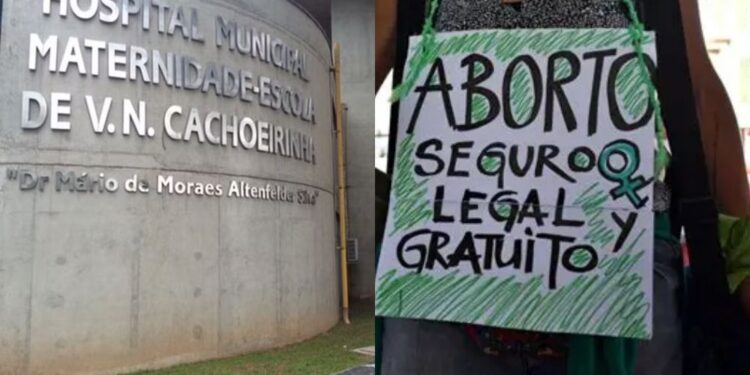 HOSPITAL MUNICIPAL
MATERNIDADE-ESCOLA
DE V. N. CACHOEIRINHA
"Dr Mário de Moraes Altenfelder Silva"
ABORTO
SEGURO
LEGAL Y
GRATUITO